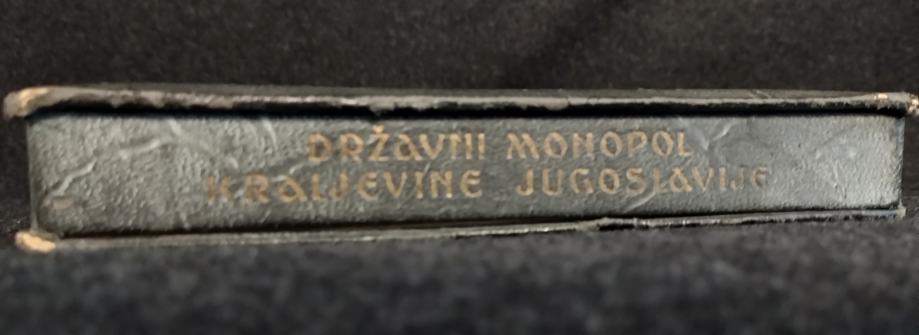 DRŽAVNI MONOPOL
KRALJEVINE JUGOSLAVIJE